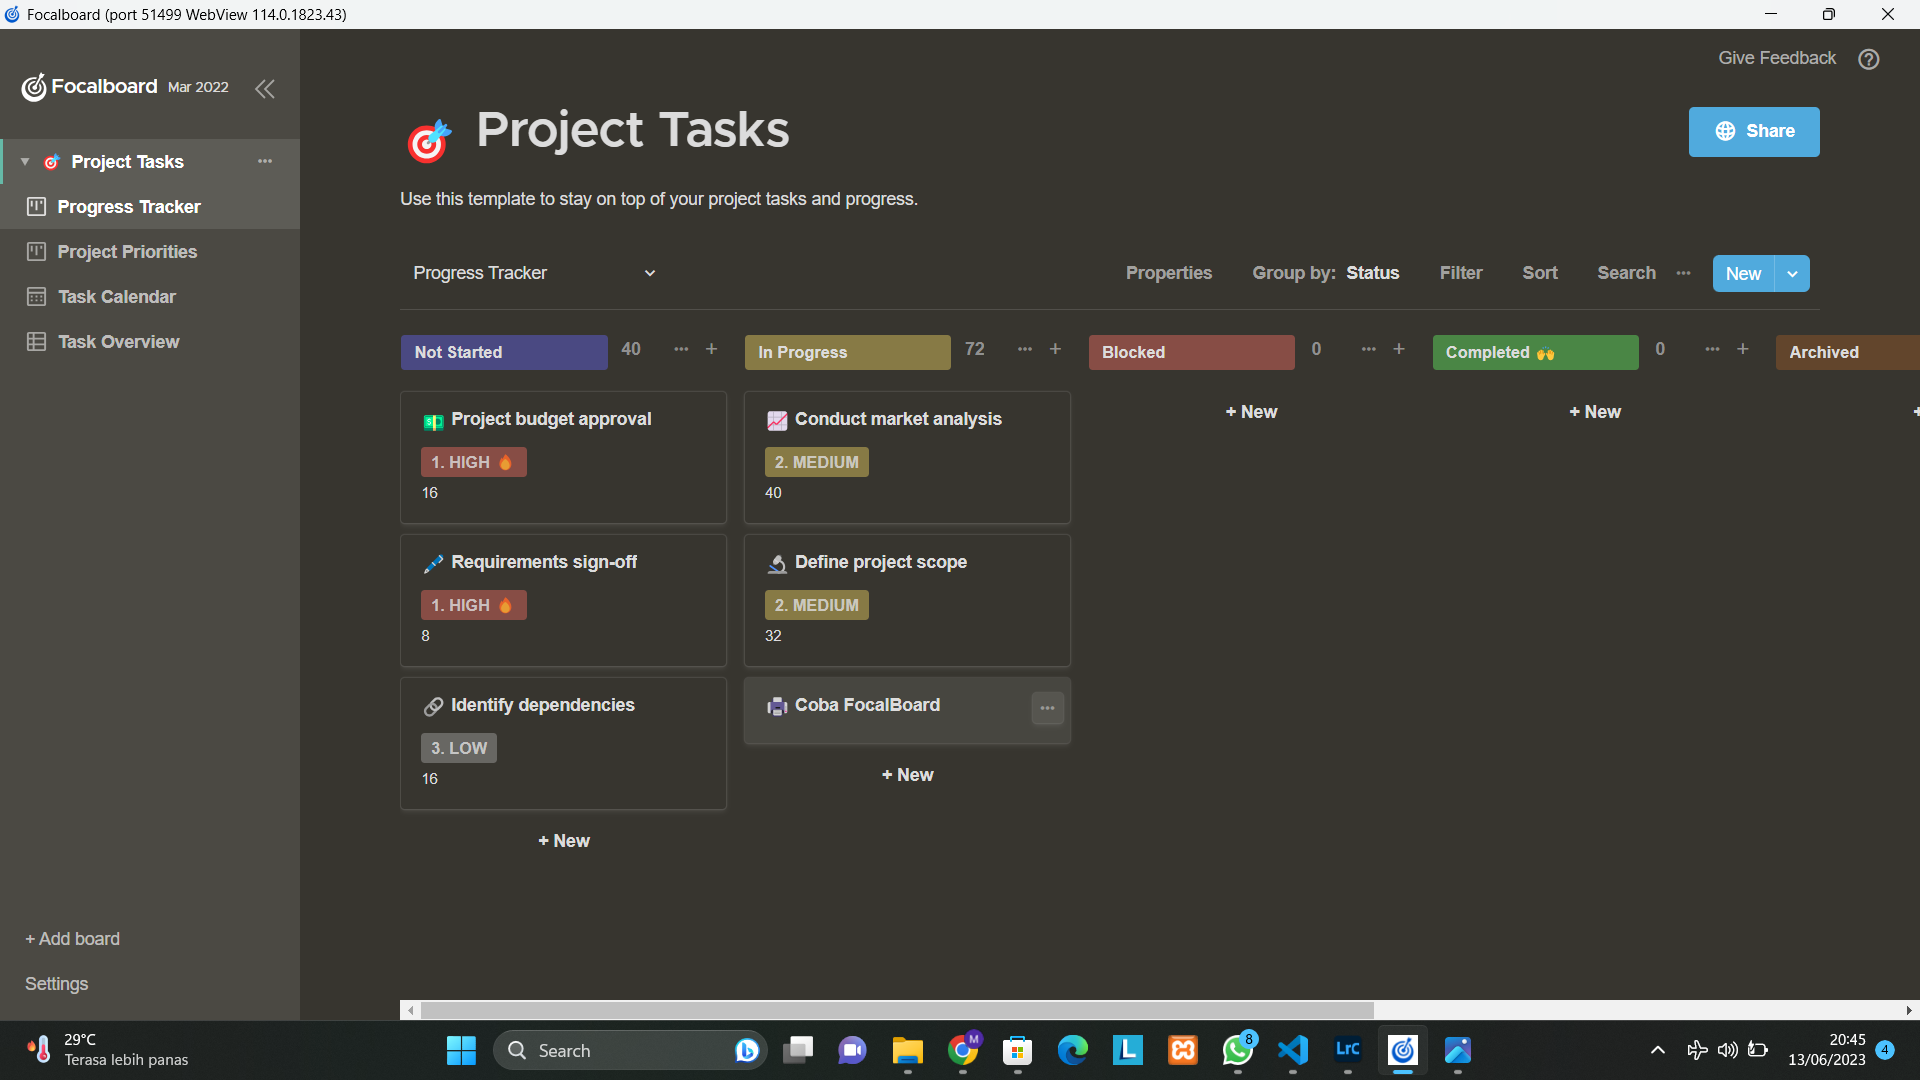 Focalboard (port 51499 WebView 114.0.1823.43)
Give Feedback
Focalboard Mar 2022
Project Tasks
Progress Tracker
Project Priorities
Task Calendar
Task Overview
+ Add board
Settings
Project Tasks
Share
Use this template to stay on top of your project tasks and progress.
Progress Tracker
Properties Group by: Status Filter Sort Search New
Not Started 40
Project budget approval
1. HIGH
16
Requirements sign-off
1. HIGH
8
Identify dependencies
3. LOW
16
+ New
In Progress 72
Conduct market analysis
2. MEDIUM
40
Define project scope
2. MEDIUM
32
Coba FocalBoard
+ New
Blocked 0
+ New
Completed 0
+ New
Archived
29°C
Terasa lebih panas
Search
M
L
8
LrC
20:45
13/06/2023
4